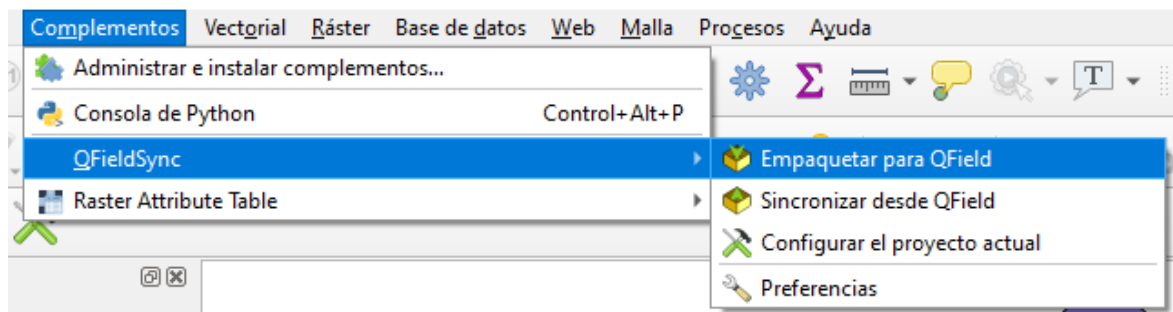 Complementos Vectorial Ráster Base de datos Web Malla Procesos Ayuda
Administrar e instalar complementos...
Consola de Python Control+Alt+P
QFieldSync
Raster Attribute Table
Empaquetar para QField
Sincronizar desde QField
Configurar el proyecto actual
Preferencias
T